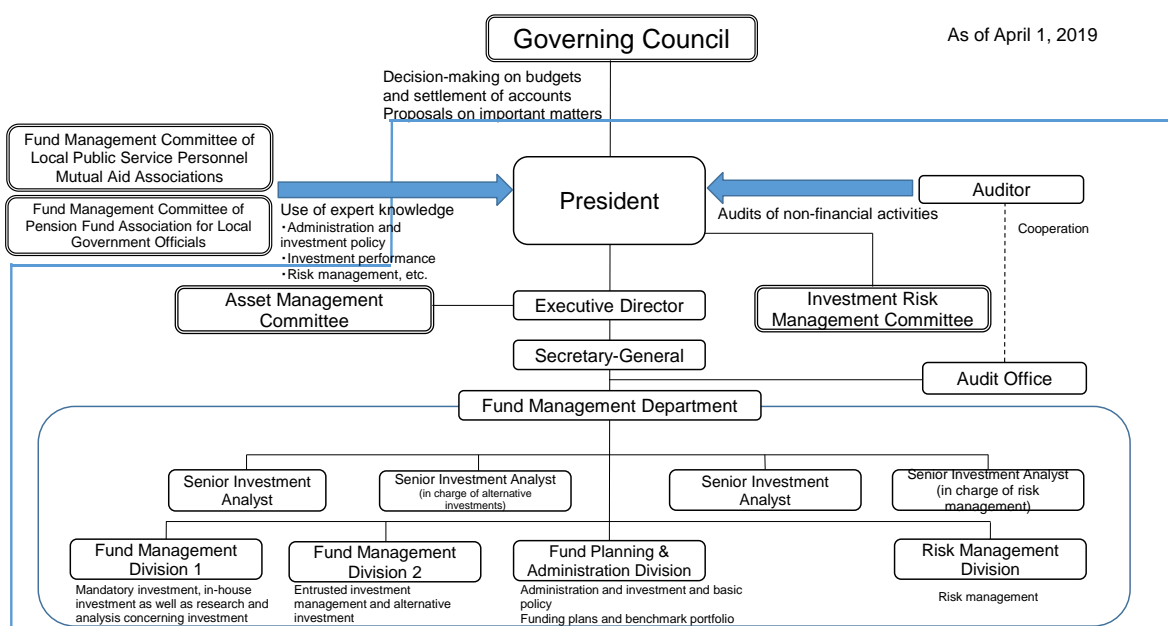 Governing Council
As of April 1, 2019
Decision-making on budgets
and settlement of accounts
Proposals on important matters
Fund Management Committee of
Local Public Service Personnel
Mutual Aid Associations
Fund Management Committee of
Pension Fund Association for Local
Government Officials
Use of expert knowledge
・Administration and
investment policy
・Investment performance
・Risk management, etc.
President
Auditor
Audits of non-financial activities
Cooperation
Asset Management
Committee
Executive Director
Investment Risk
Management Committee
Secretary-General
Audit Office
Fund Management Department
Senior Investment
Analyst
Senior Investment Analyst
(in charge of alternative
investments)
Senior Investment
Analyst
Senior Investment Analyst
(in charge of risk
management)
Fund Management
Division 1
Mandatory investment, in-house
investment as well as research and
analysis concerning investment
Fund Management
Division 2
Entrusted investment
management and alternative
investment
Fund Planning &
Administration Division
Administration and investment and basic
policy
Funding plans and benchmark portfolio
Risk Management
Division
Risk management